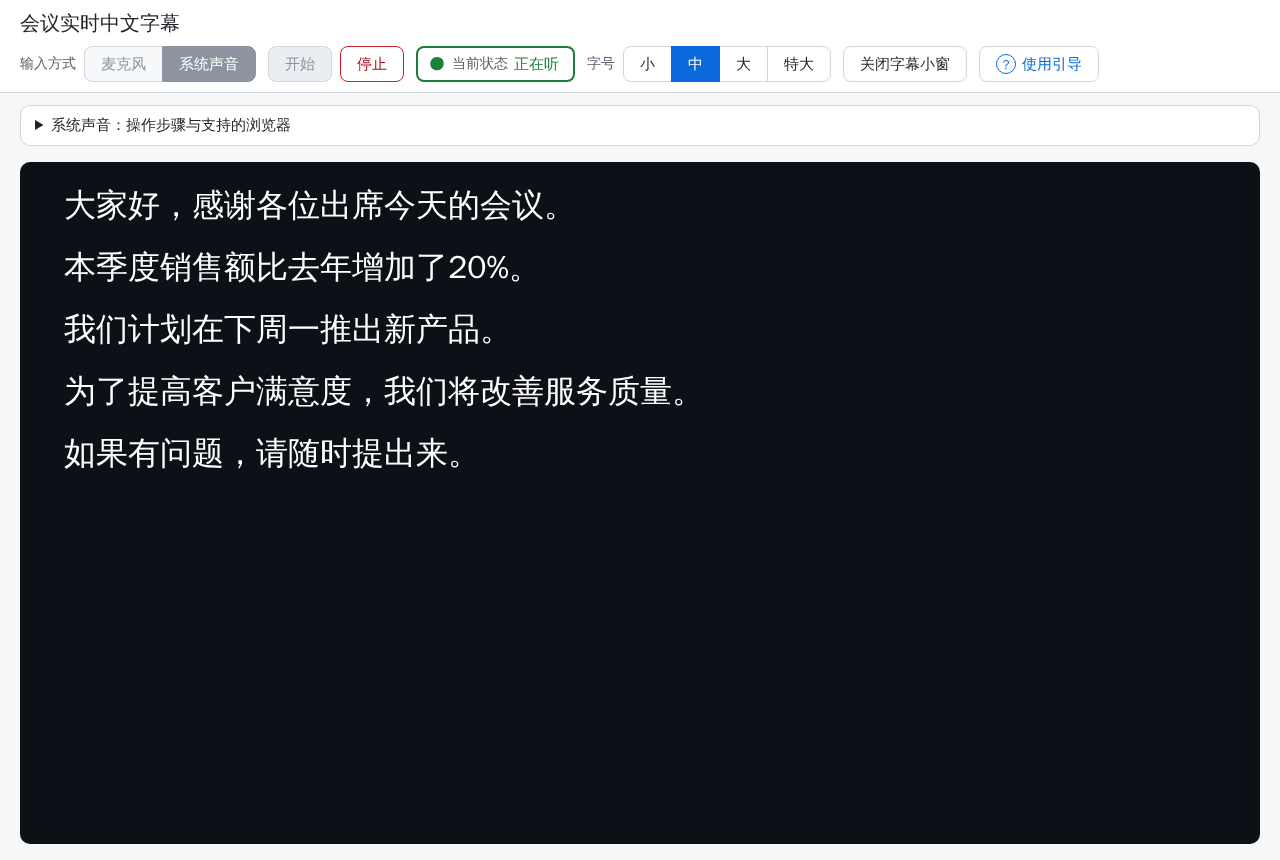 会议实时中文字幕
输入方式 麦克风 系统声音 开始 停止 当前状态 正在听 字号 小 中 大 特大 关闭字幕小窗 ? 使用引导
系统声音：操作步骤与支持的浏览器
大家好，感谢各位出席今天的会议。
本季度销售额比去年增加了20%。
我们计划在下周一推出新产品。
为了提高客户满意度，我们将改善服务质量。
如果有问题，请随时提出来。